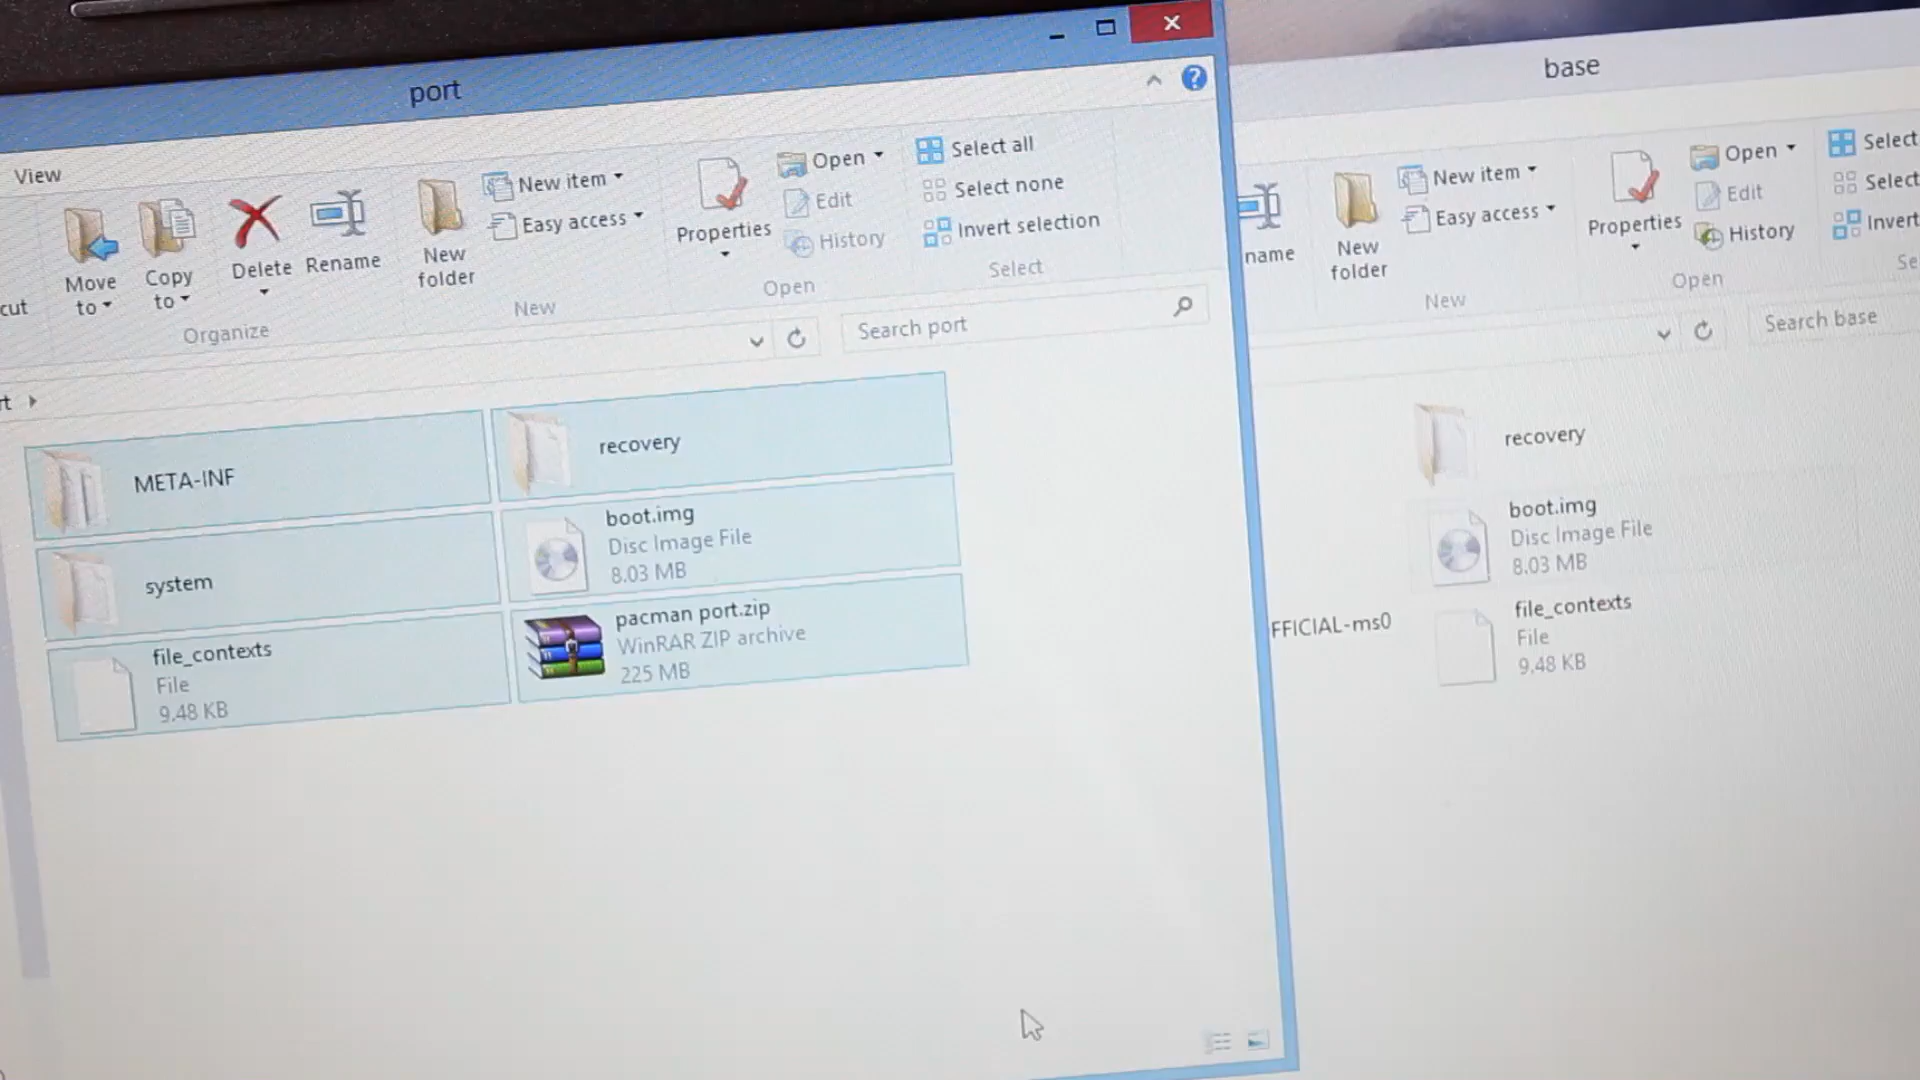 port
View
cut
Move to
Copy to
Delete
Rename
Organize
New folder
New item
Easy access
New
Properties
Open
Edit
History
Open
Select all
Select none
Invert selection
Select
Search port
META-INF
recovery
system
boot.img
Disc Image File
8.03 MB
file_contexts
File
9.48 KB
pacman port.zip
WinRAR ZIP archive
225 MB
base
name
New folder
New item
Easy access
New
Properties
Open
Edit
History
Open
Select
Select
Invert
Se
Search base
recovery
boot.img
Disc Image File
8.03 MB
FFICIAL-ms0
file_contexts
File
9.48 KB